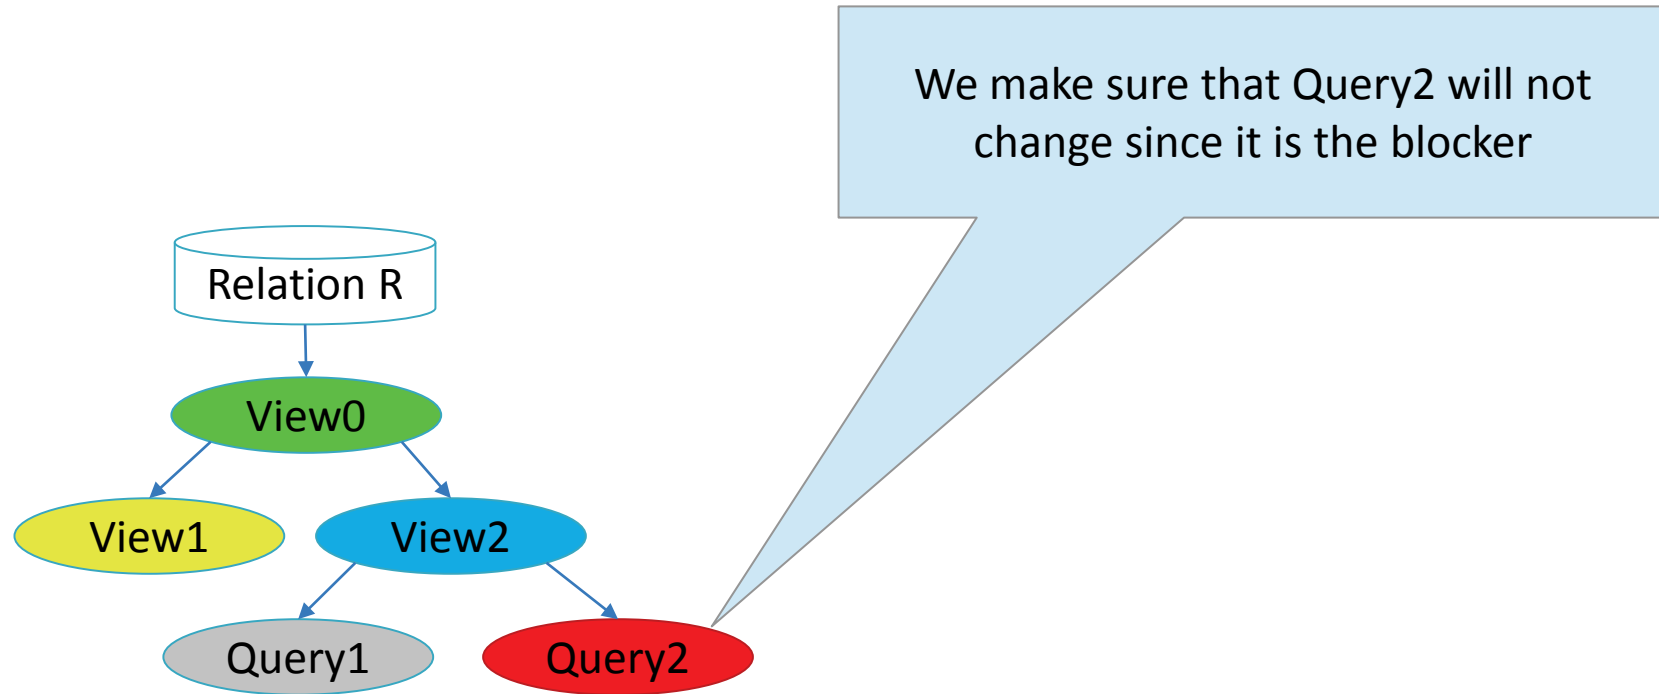 We make sure that Query2 will not
change since it is the blocker
Relation R
View0
View1
View2
Query1
Query2